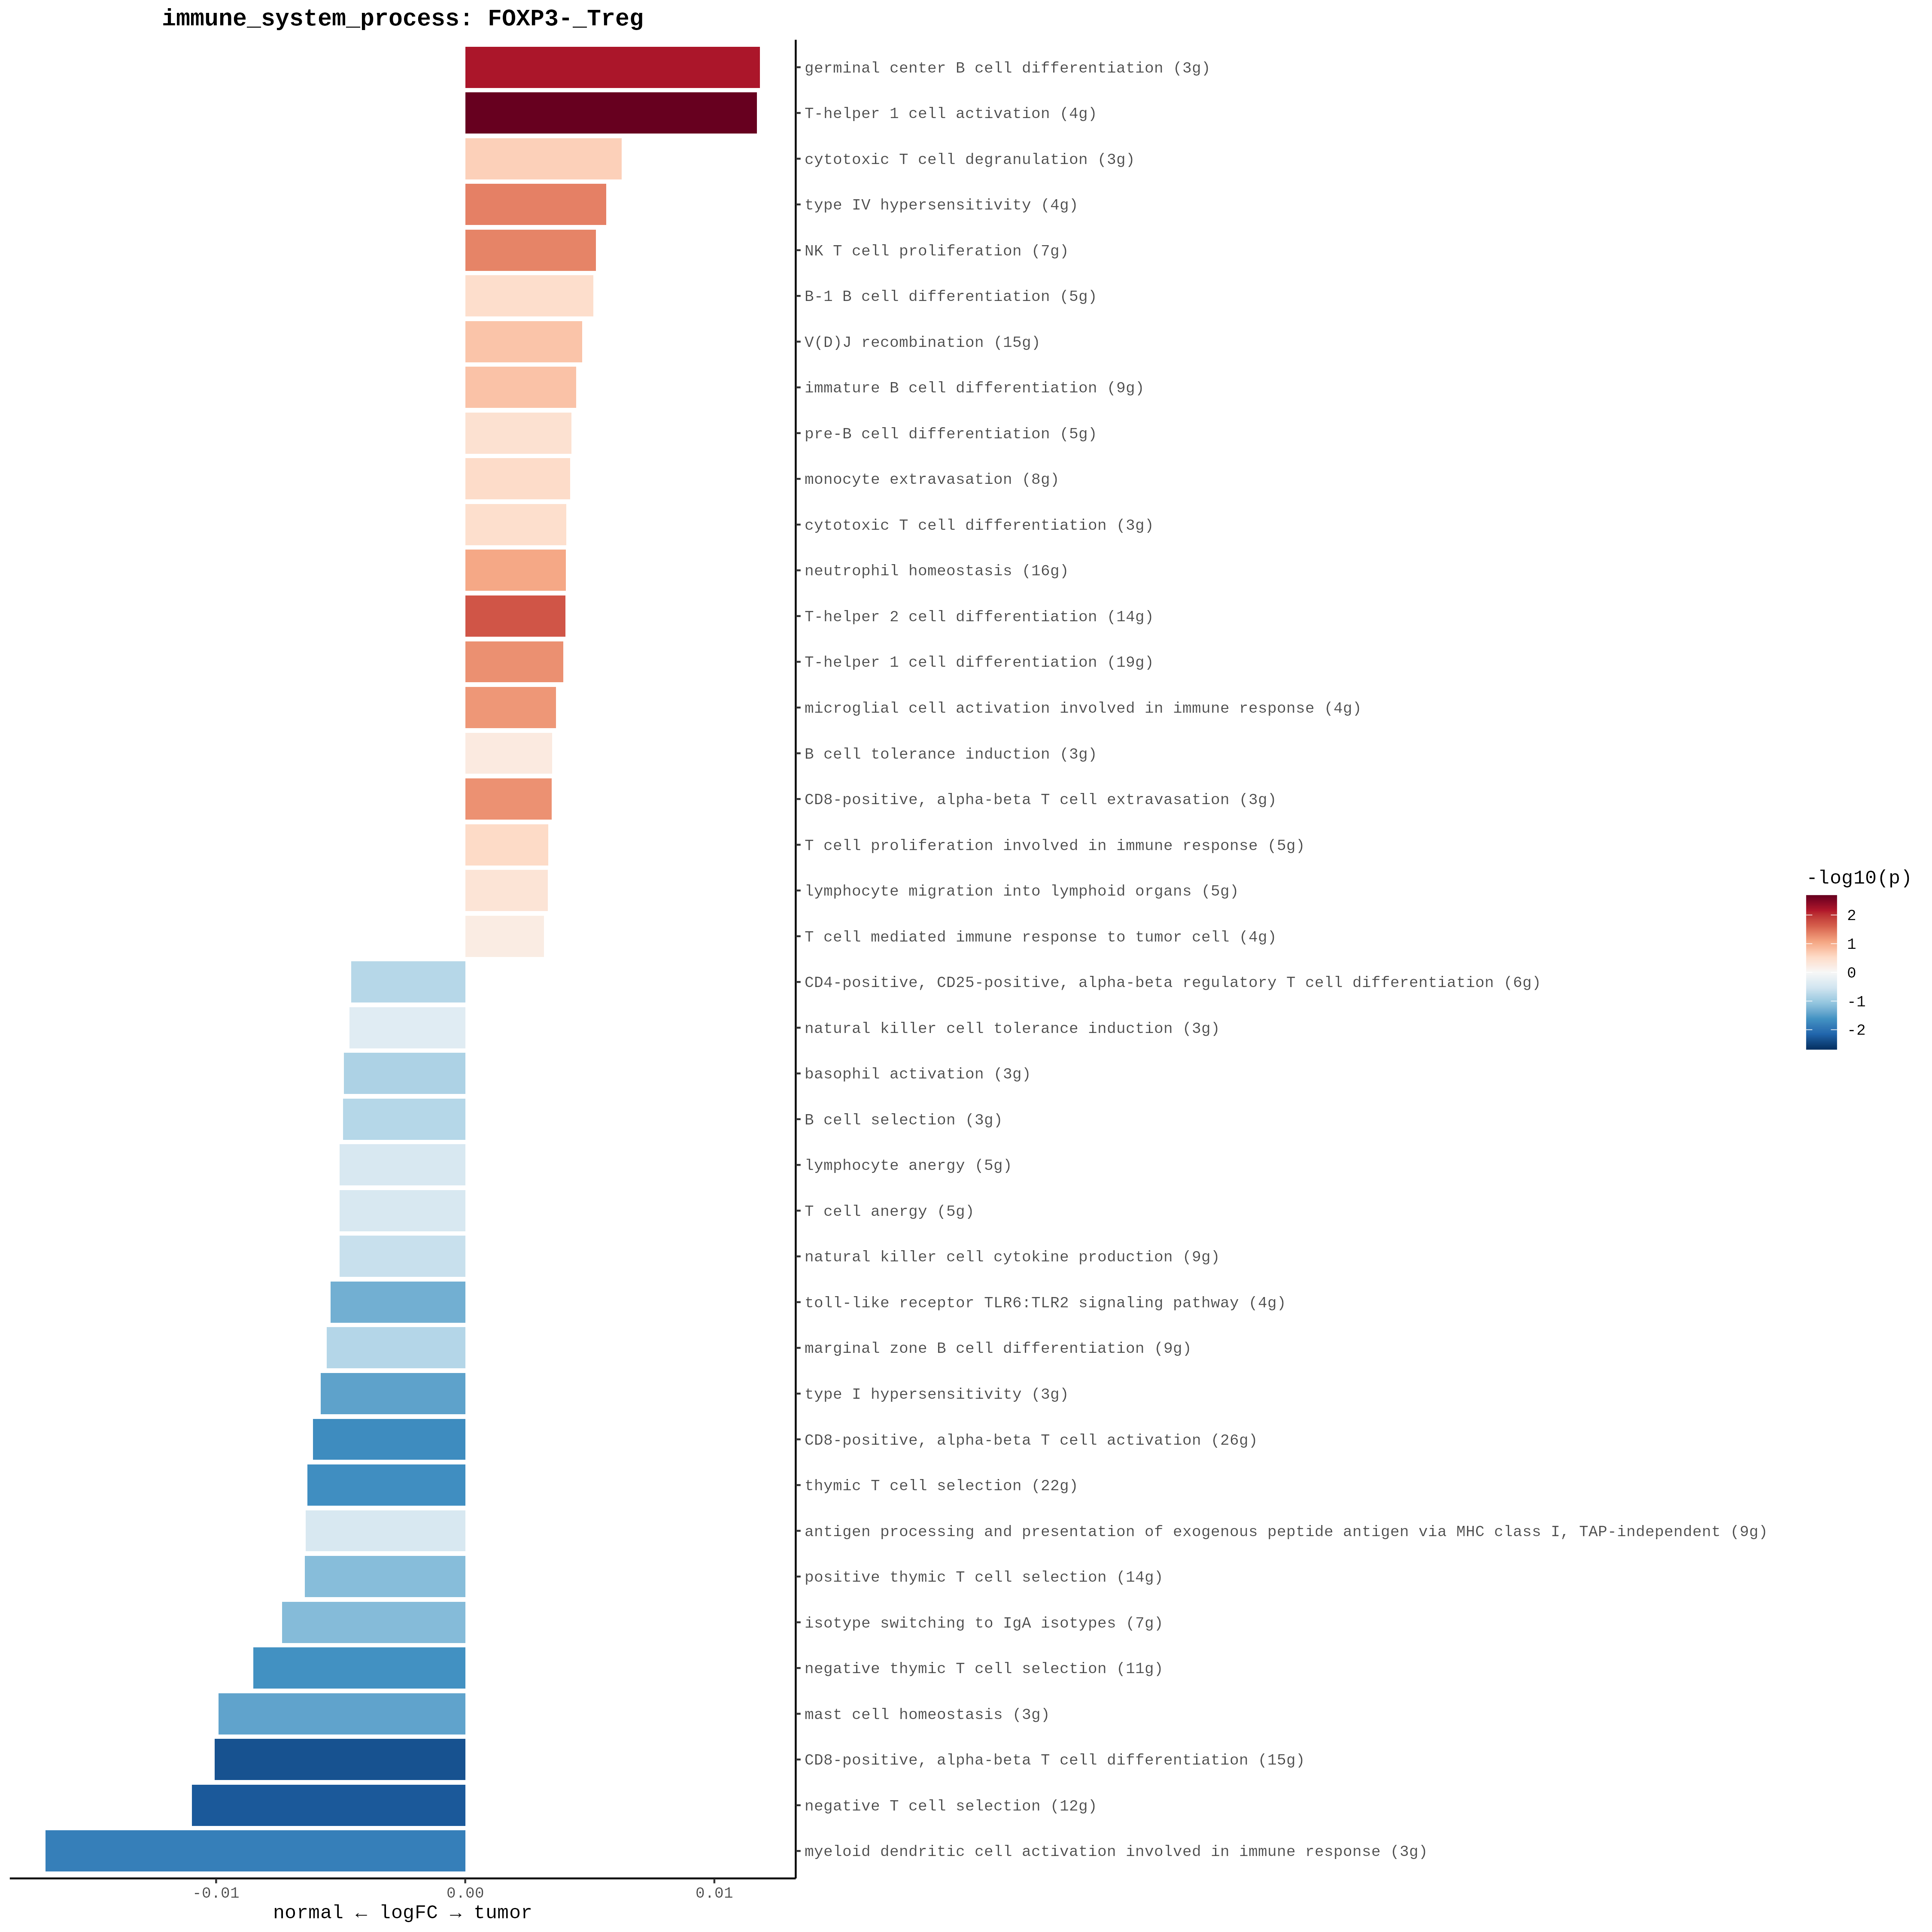 immune_system_process: FOXP3-_Treg
germinal center B cell differentiation (3g)
T-helper 1 cell activation (4g)
cytotoxic T cell degranulation (3g)
type IV hypersensitivity (4g)
NK T cell proliferation (7g)
B-1 B cell differentiation (5g)
V(D)J recombination (15g)
immature B cell differentiation (9g)
pre-B cell differentiation (5g)
monocyte extravasation (8g)
cytotoxic T cell differentiation (3g)
neutrophil homeostasis (16g)
T-helper 2 cell differentiation (14g)
T-helper 1 cell differentiation (19g)
microglial cell activation involved in immune response (4g)
B cell tolerance induction (3g)
CD8-positive, alpha-beta T cell extravasation (3g)
T cell proliferation involved in immune response (5g)
lymphocyte migration into lymphoid organs (5g)
T cell mediated immune response to tumor cell (4g)
CD4-positive, CD25-positive, alpha-beta regulatory T cell differentiation (6g)
natural killer cell tolerance induction (3g)
basophil activation (3g)
B cell selection (3g)
lymphocyte anergy (5g)
T cell anergy (5g)
natural killer cell cytokine production (9g)
toll-like receptor TLR6:TLR2 signaling pathway (4g)
marginal zone B cell differentiation (9g)
type I hypersensitivity (3g)
CD8-positive, alpha-beta T cell activation (26g)
thymic T cell selection (22g)
antigen processing and presentation of exogenous peptide antigen via MHC class I, TAP-independent (9g)
positive thymic T cell selection (14g)
isotype switching to IgA isotypes (7g)
negative thymic T cell selection (11g)
mast cell homeostasis (3g)
CD8-positive, alpha-beta T cell differentiation (15g)
negative T cell selection (12g)
myeloid dendritic cell activation involved in immune response (3g)
-0.01 0.00 0.01
normal ← logFC → tumor
-log10(p)
2
1
0
-1
-2